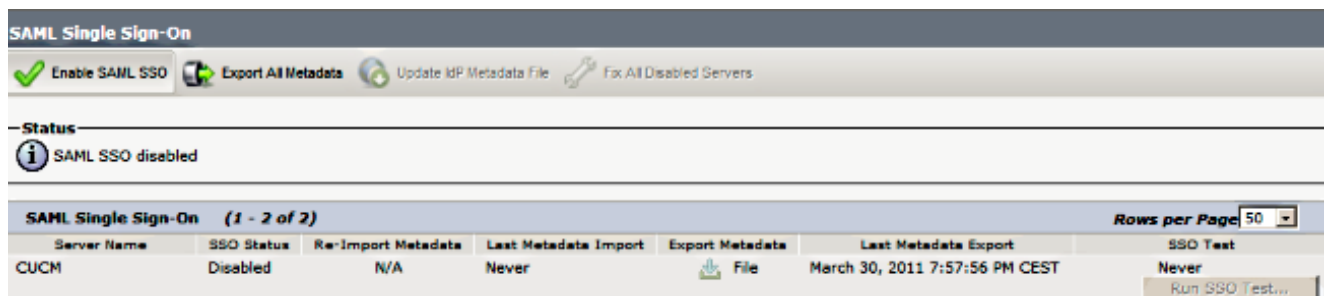 SAML Single Sign-On
Enable SAML SSO Export All Metadata Update IdP Metadata File Fix All Disabled Servers
Status
SAML SSO disabled
SAML Single Sign-On (1 - 2 of 2) Rows per Page 50
Server Name SSO Status Re-Import Metadata Last Metadata Import Export Metadata Last Metadata Export SSO Test
CUCM Disabled N/A Never File March 30, 2011 7:57:56 PM CEST Never
Run SSO Test...